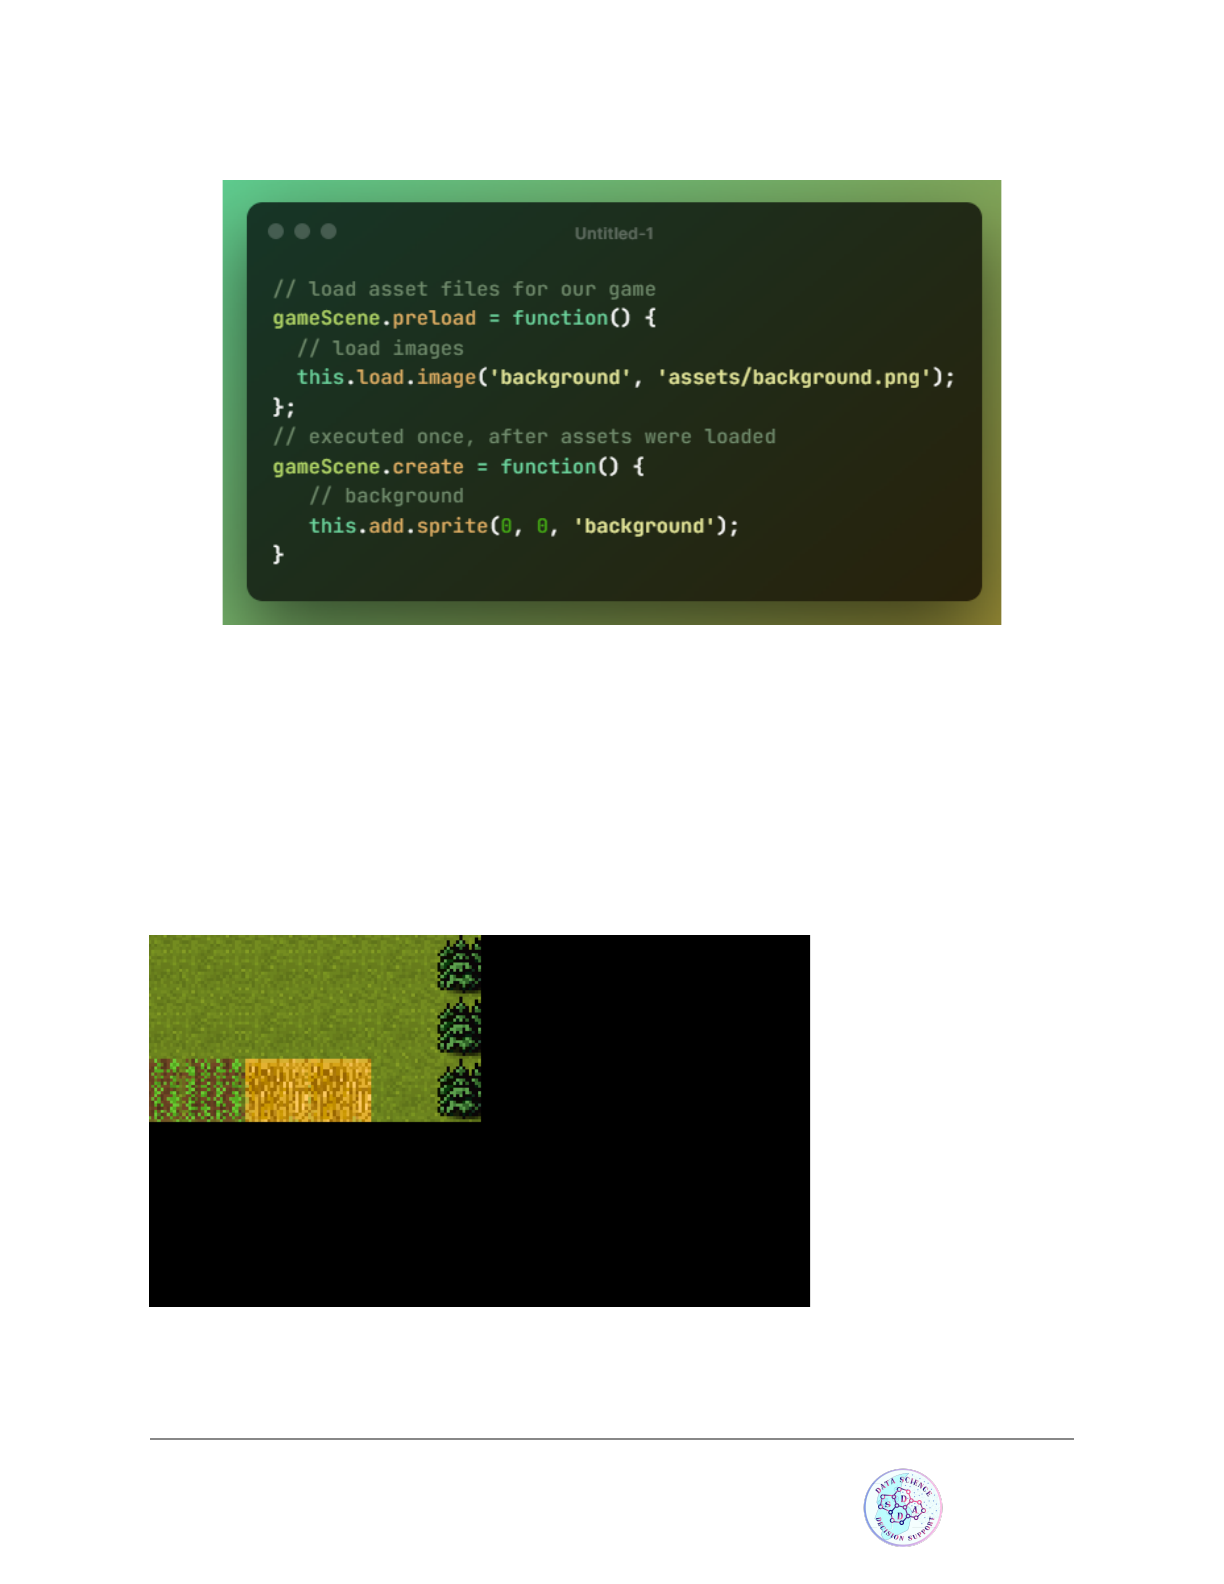 Untitled-1
// load asset files for our game
gameScene.preload = function() {
  // load images
  this.load.image('background', 'assets/background.png');
};
// executed once, after assets were loaded
gameScene.create = function() {
   // background
   this.add.sprite(0, 0, 'background');
}
DATA SCIENCE
D
S
A
D
DECISION SUPPORT